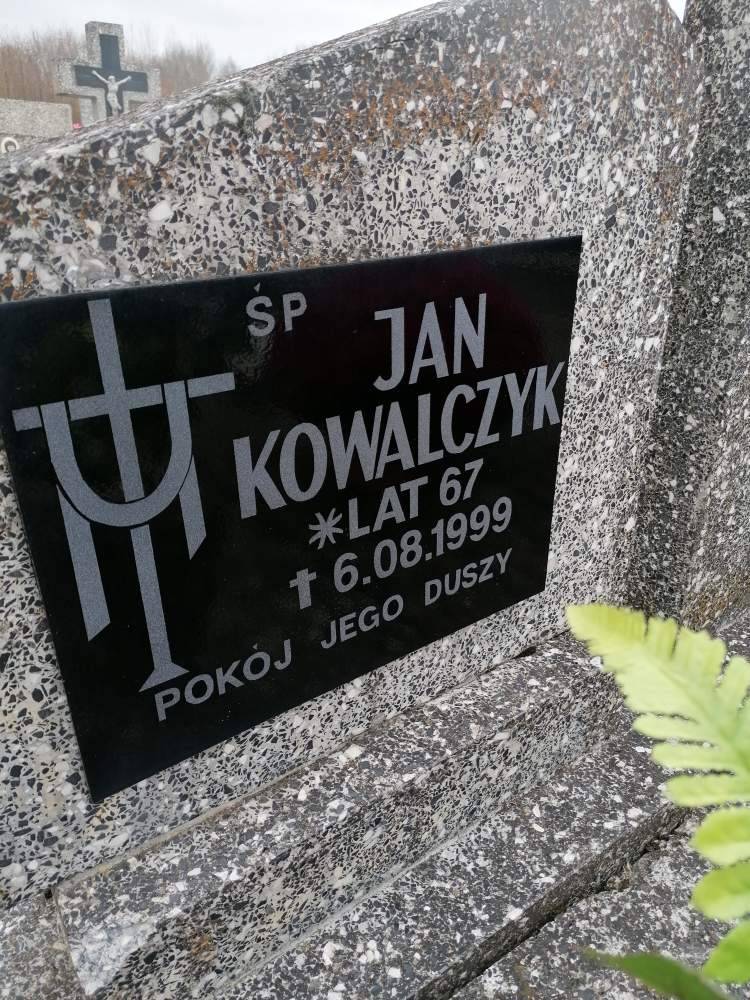 ŚP
JAN
KOWALCZYK
*LAT 67
† 6.08.1999
POKÓJ JEGO DUSZY